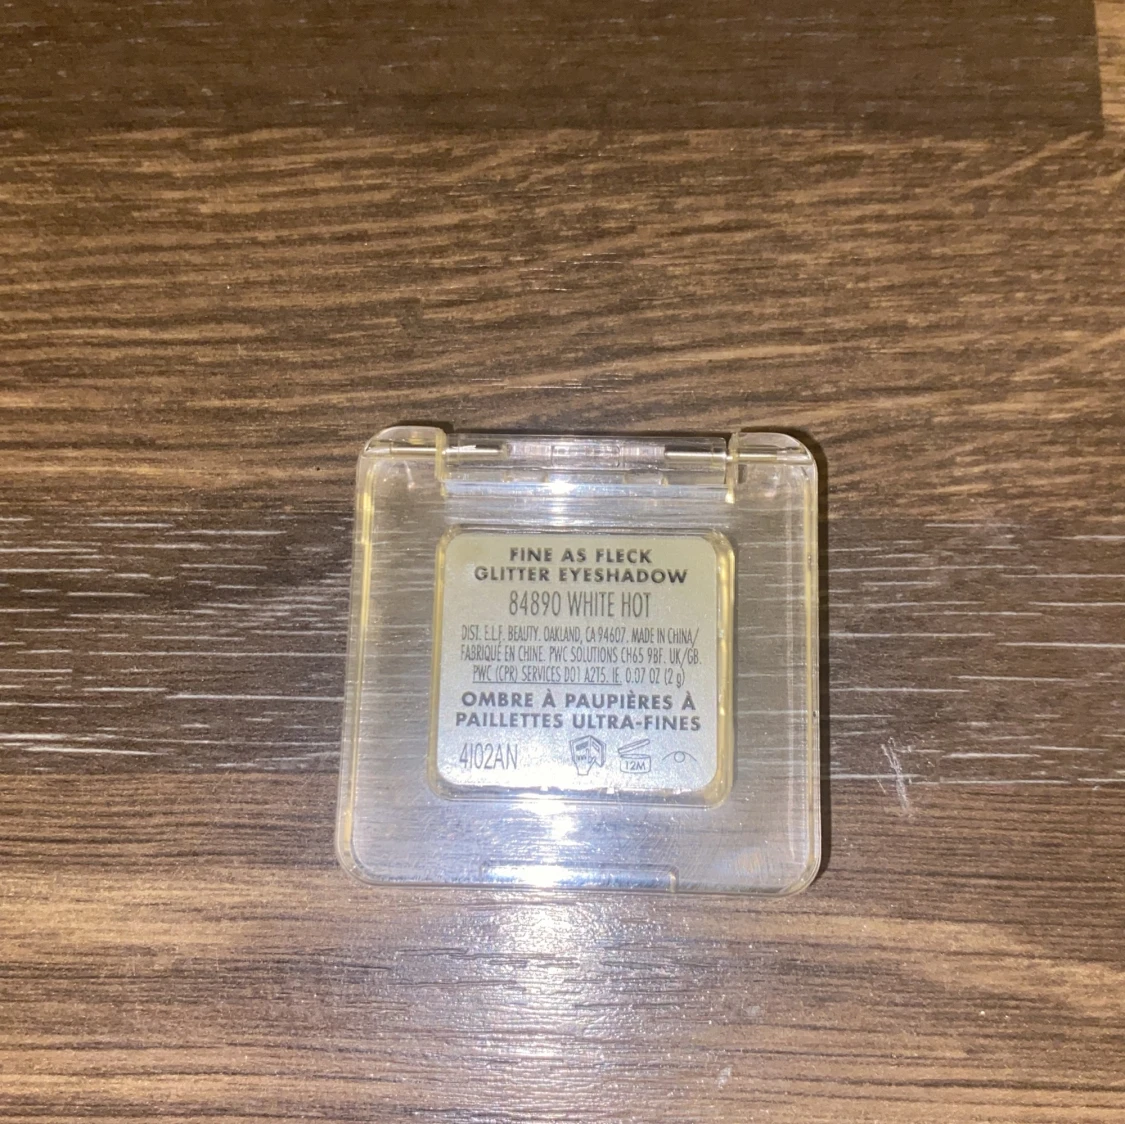 FINE AS FLECK
GLITTER EYESHADOW
84890 WHITE HOT
DIST. E.L.F. BEAUTY. OAKLAND, CA 94607. MADE IN CHINA/
FABRIQUÉ EN CHINE. PWC SOLUTIONS CH65 9BF. UK/GB.
PWC (CPR) SERVICES D01 A2T5. IE. 0.07 OZ (2 g)
OMBRE À PAUPIÈRES À
PAILLETTES ULTRA-FINES
4I02AN 12M